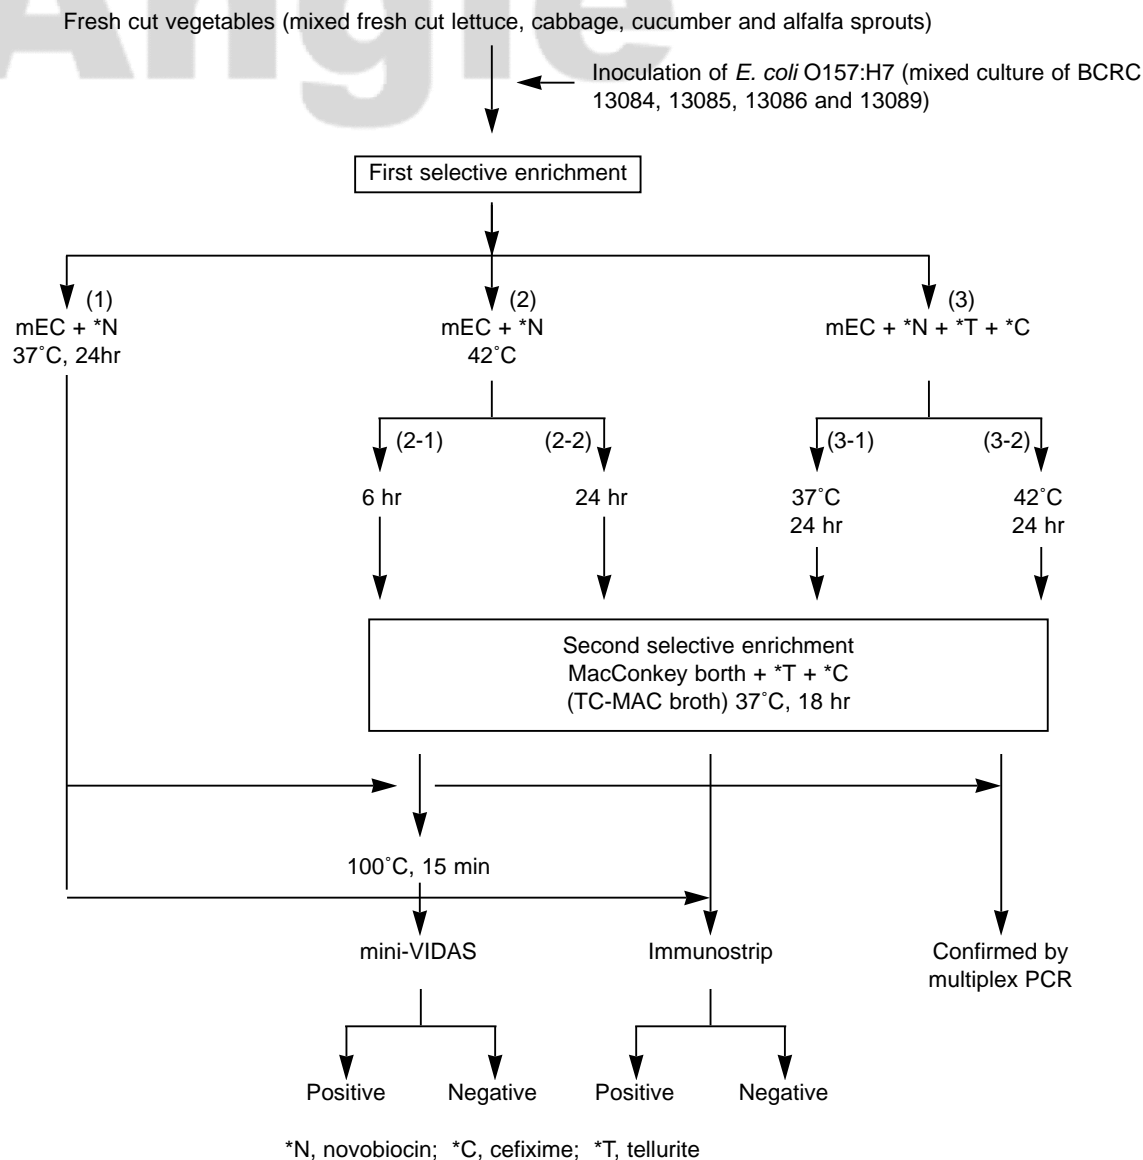 Angle
Fresh cut vegetables (mixed fresh cut lettuce, cabbage, cucumber and alfalfa sprouts)
Inoculation of E. coli O157:H7 (mixed culture of BCRC
13084, 13085, 13086 and 13089)
First selective enrichment
(1)
mEC + *N
37˚C, 24hr
(2)
mEC + *N
42˚C
(3)
mEC + *N + *T + *C
(2-1)
6 hr
(2-2)
24 hr
(3-1)
37˚C
24 hr
(3-2)
42˚C
24 hr
Second selective enrichment
MacConkey borth + *T + *C
(TC-MAC broth) 37˚C, 18 hr
100˚C, 15 min
mini-VIDAS
Immunostrip
Confirmed by
multiplex PCR
Positive
Negative
Positive
Negative
*N, novobiocin; *C, cefixime; *T, tellurite